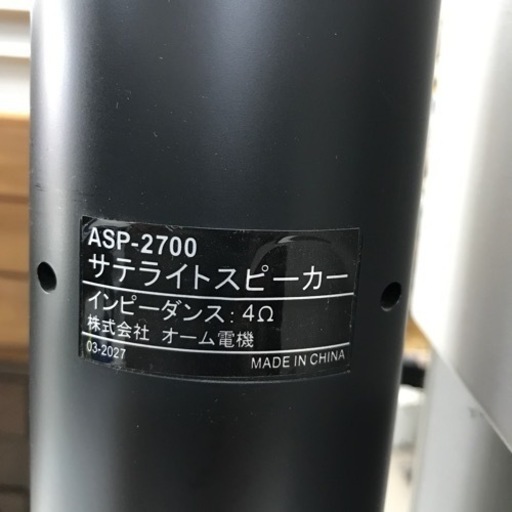 ASP-2700
サテライトスピーカー
インピーダンス:4Ω
株式会社 オーム電機
03-2027
MADE IN CHINA